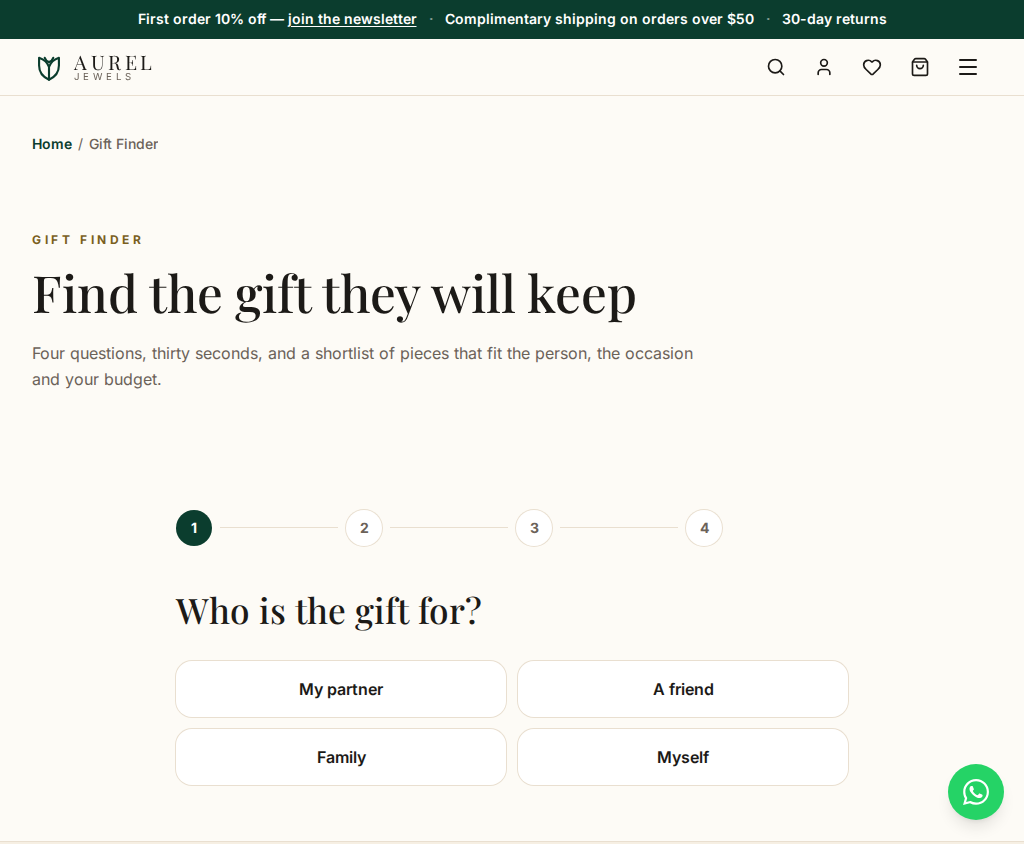 First order 10% off — join the newsletter · Complimentary shipping on orders over $50 · 30-day returns
AUREL
JEWELS
Home / Gift Finder
GIFT FINDER
Find the gift they will keep
Four questions, thirty seconds, and a shortlist of pieces that fit the person, the occasion
and your budget.
1 2 3 4
Who is the gift for?
My partner A friend
Family Myself